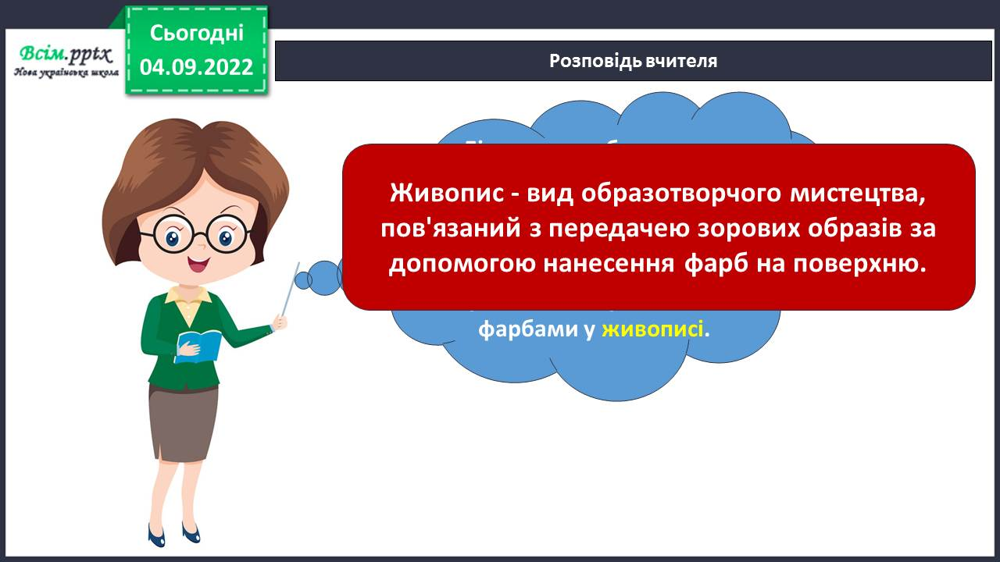 Сьогодні
04.09.2022
Всім.pptx
Нова українська школа
Розповідь вчителя
Живопис - вид образотворчого мистецтва,
пов'язаний з передачею зорових образів за
допомогою нанесення фарб на поверхню.
фарбами у живописі.